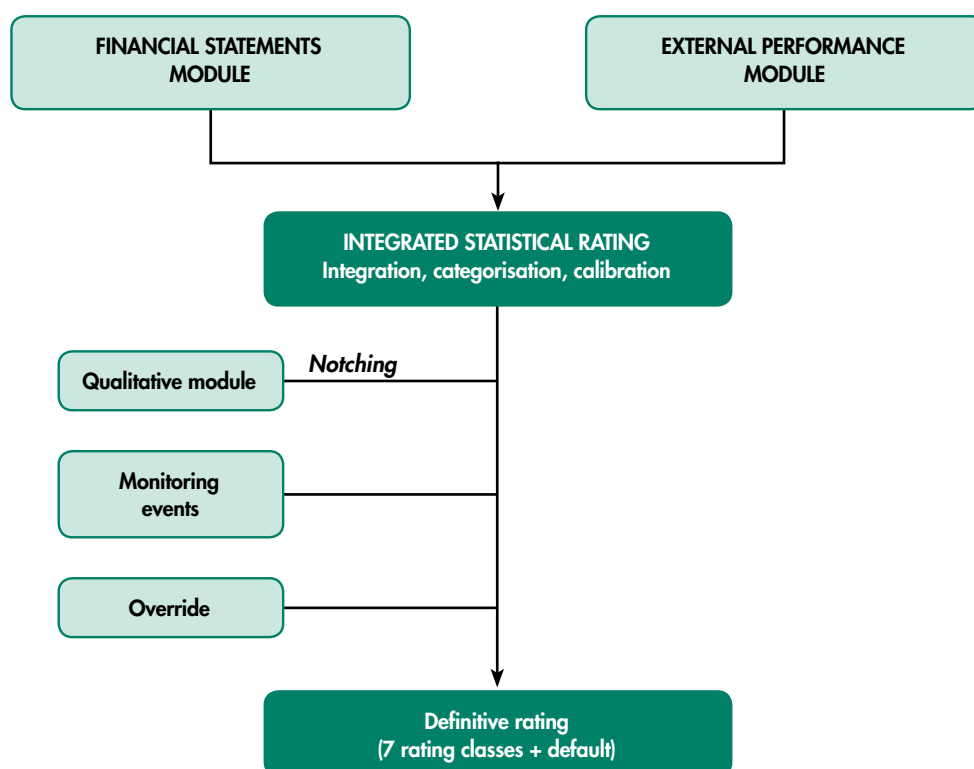 FINANCIAL STATEMENTS
MODULE
EXTERNAL PERFORMANCE
MODULE
INTEGRATED STATISTICAL RATING
Integration, categorisation, calibration
Notching
Qualitative module
Monitoring
events
Override
Definitive rating
(7 rating classes + default)